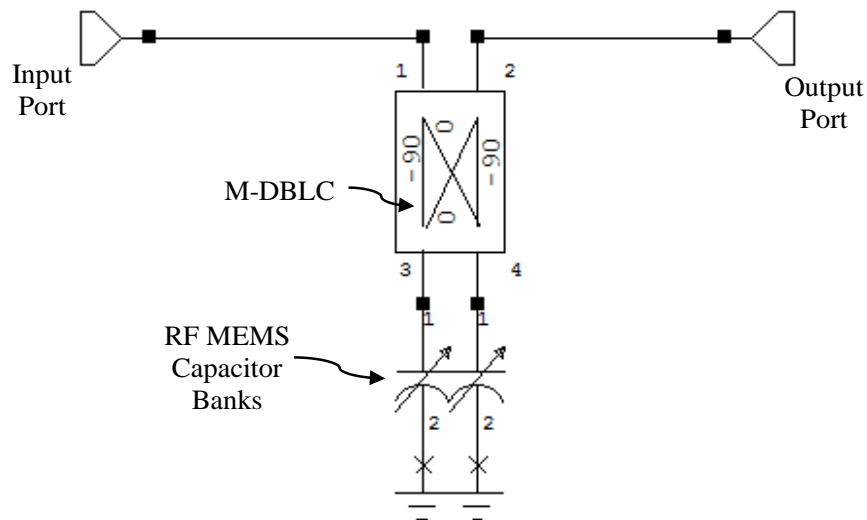 Input
Port
1
2
Output
Port
-90
0
-90
0
M-DBLC
3
4
1
1
RF MEMS
Capacitor
Banks
2
2